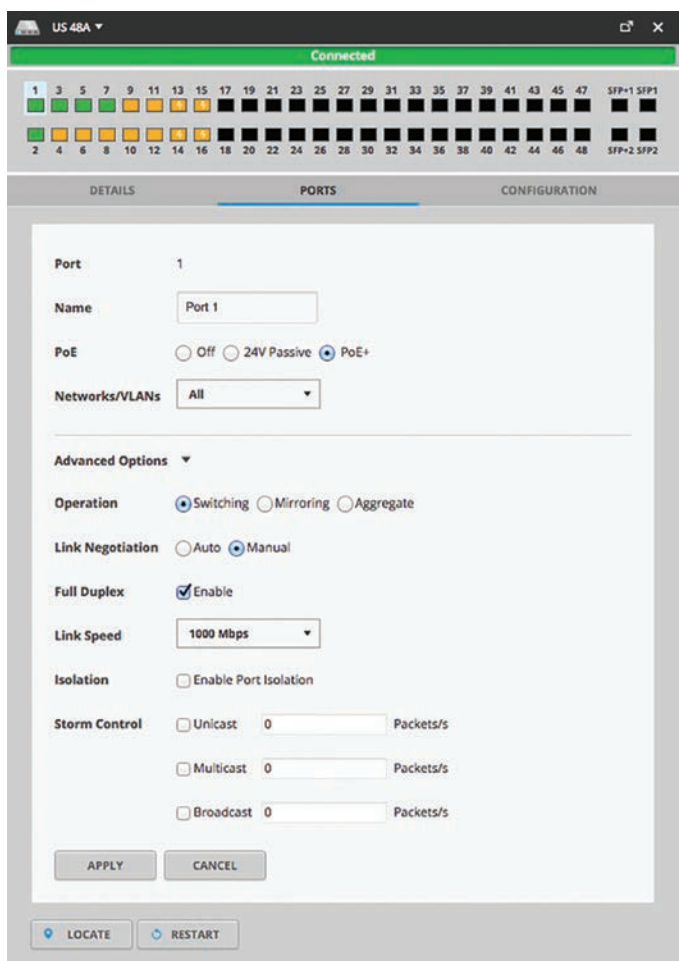 US 48A
Connected
1 3 5 7 9 11 13 15 17 19 21 23 25 27 29 31 33 35 37 39 41 43 45 47 SFP+1 SFP1
2 4 6 8 10 12 14 16 18 20 22 24 26 28 30 32 34 36 38 40 42 44 46 48 SFP+2 SFP2
DETAILS PORTS CONFIGURATION
Port 1
Name Port 1
PoE Off 24V Passive PoE+
Networks/VLANs All
Advanced Options
Operation Switching Mirroring Aggregate
Link Negotiation Auto Manual
Full Duplex Enable
Link Speed 1000 Mbps
Isolation Enable Port Isolation
Storm Control Unicast 0 Packets/s
Multicast 0 Packets/s
Broadcast 0 Packets/s
APPLY CANCEL
LOCATE RESTART